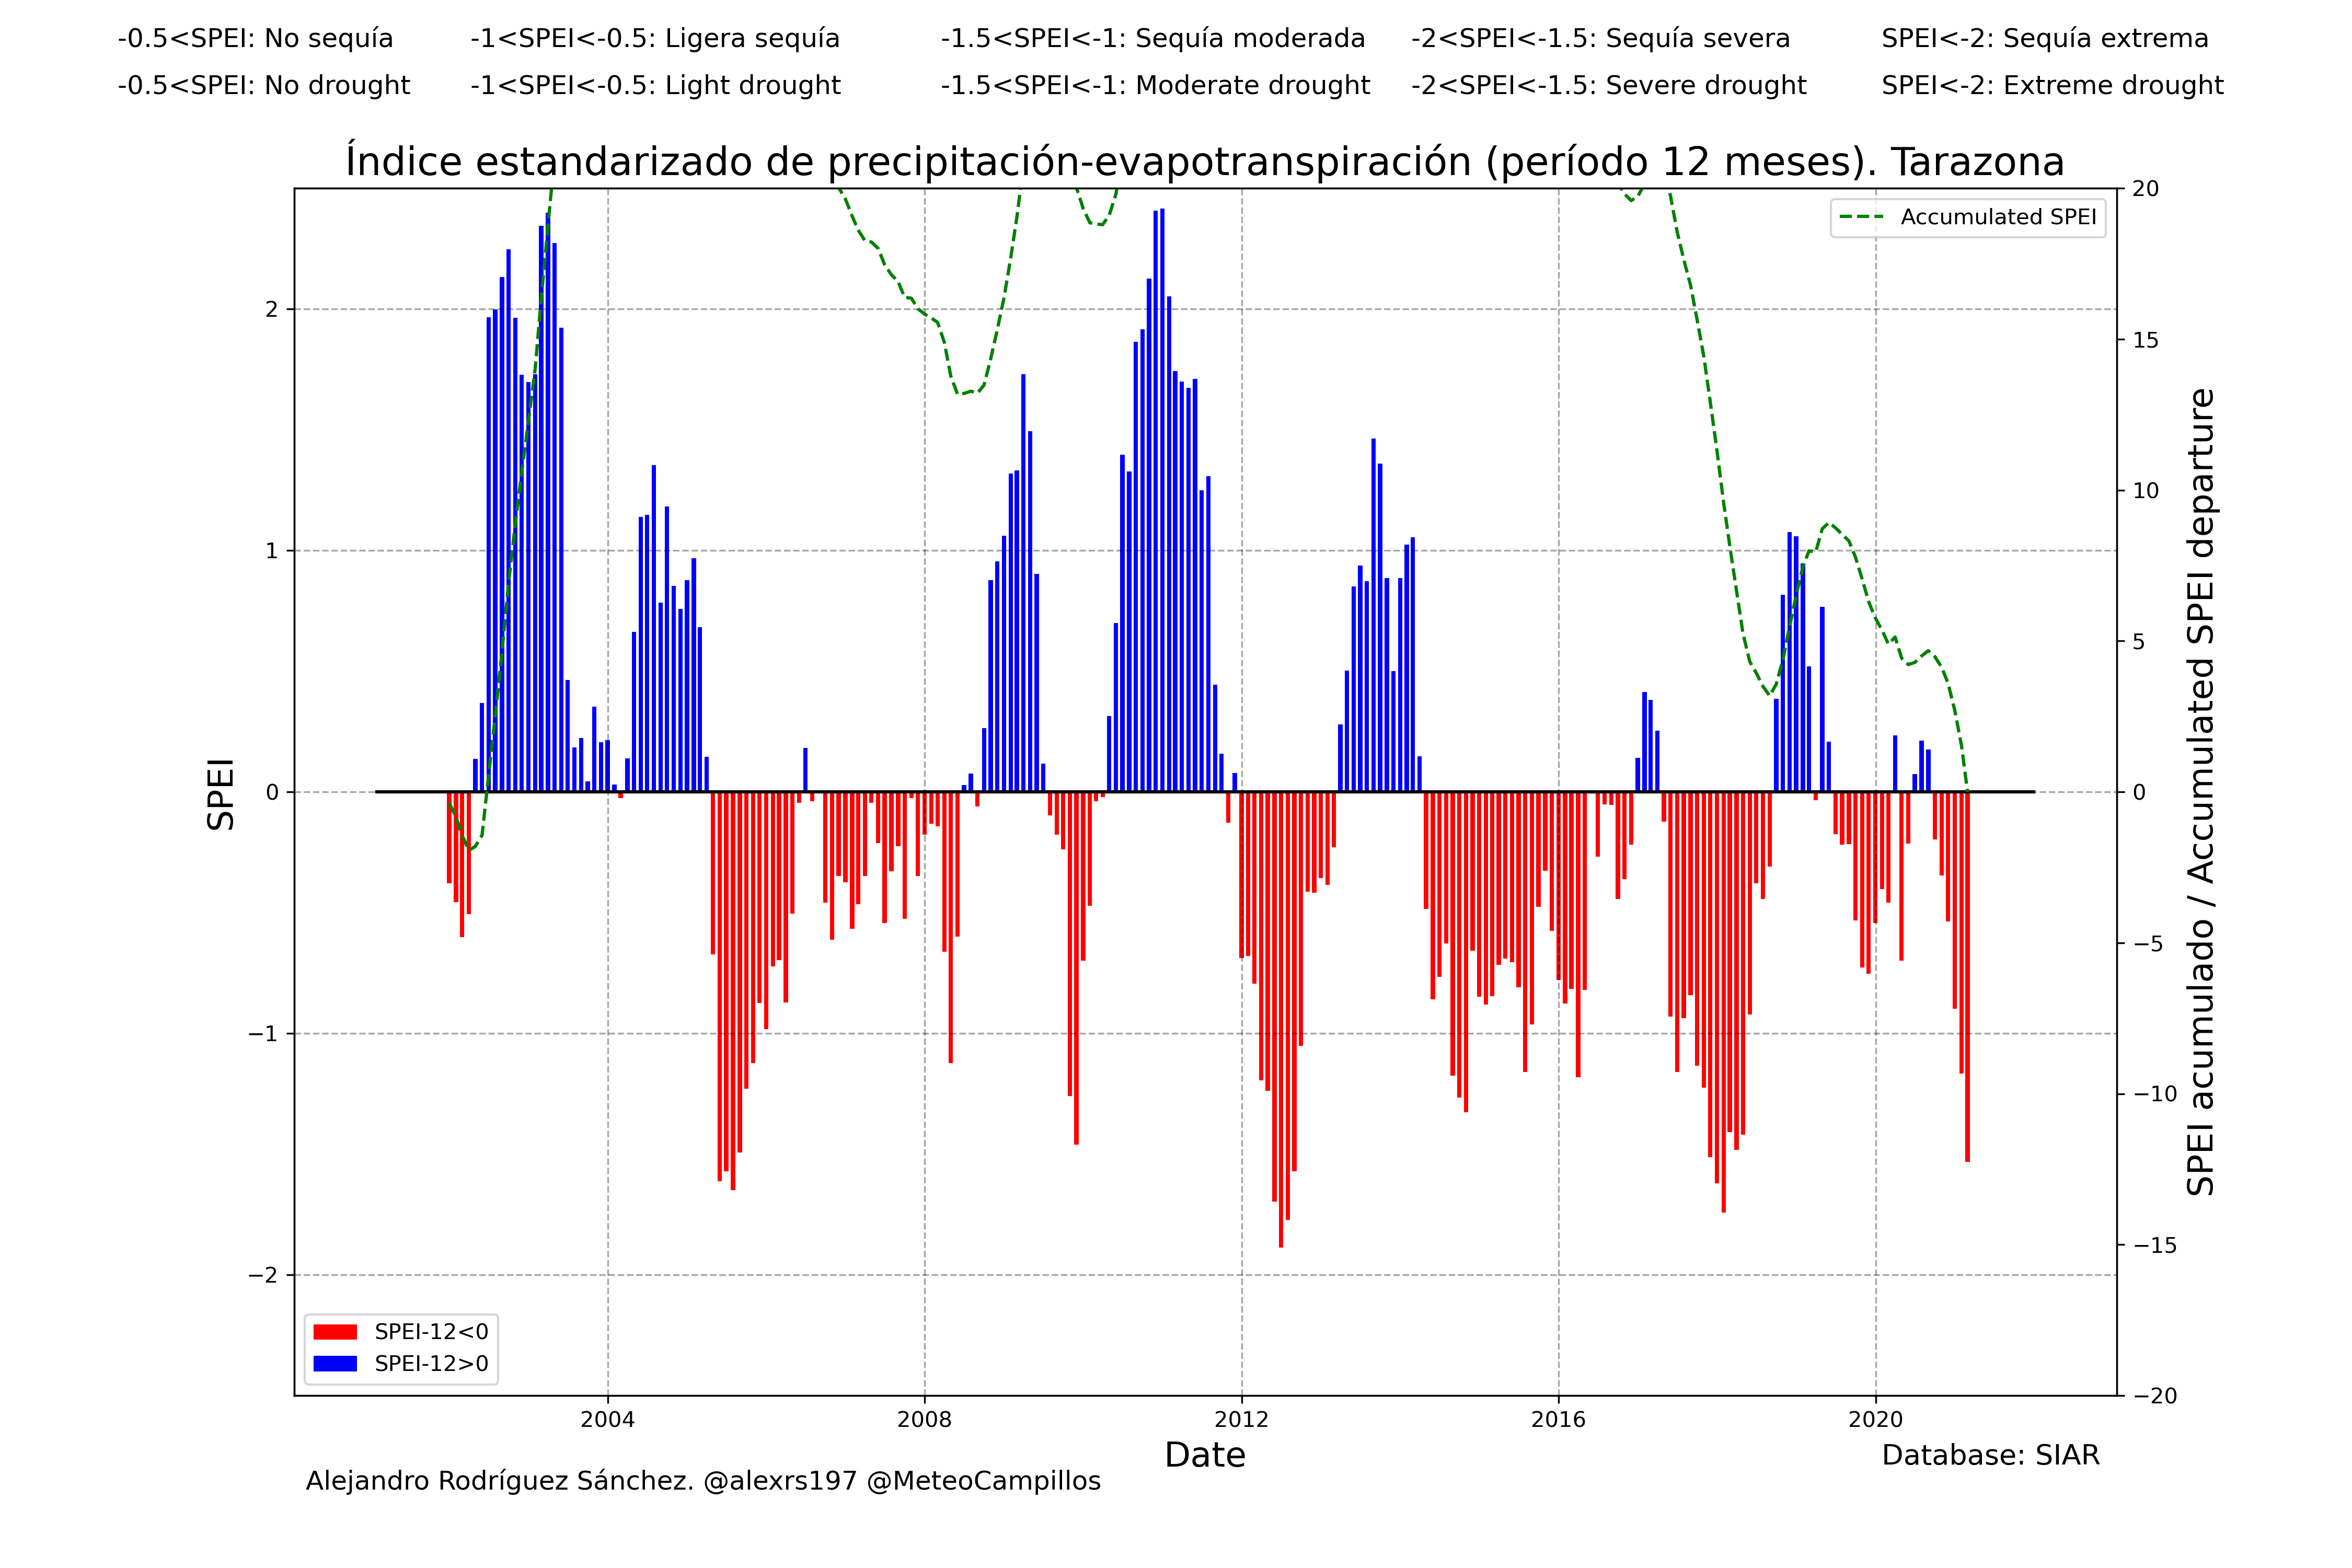 -0.5<SPEI: No sequía -1<SPEI<-0.5: Ligera sequía -1.5<SPEI<-1: Sequía moderada -2<SPEI<-1.5: Sequía severa SPEI<-2: Sequía extrema
-0.5<SPEI: No drought -1<SPEI<-0.5: Light drought -1.5<SPEI<-1: Moderate drought -2<SPEI<-1.5: Severe drought SPEI<-2: Extreme drought
Índice estandarizado de precipitación-evapotranspiración (período 12 meses). Tarazona
Accumulated SPEI
SPEI
2
1
0
−1
−2
20
15
10
5
0
−5
−10
−15
−20
SPEI acumulado / Accumulated SPEI departure
SPEI-12<0
SPEI-12>0
2004 2008 2012 2016 2020
Date
Database: SIAR
Alejandro Rodríguez Sánchez. @alexrs197 @MeteoCampillos